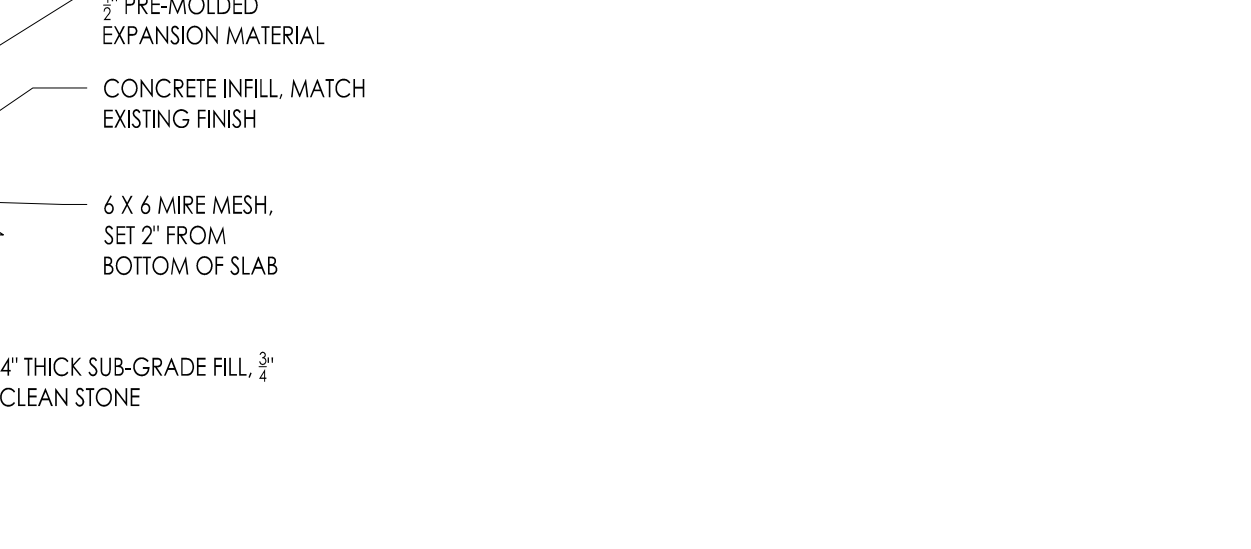 ½" PRE-MOLDED
EXPANSION MATERIAL
CONCRETE INFILL, MATCH
EXISTING FINISH
6 X 6 MIRE MESH,
SET 2" FROM
BOTTOM OF SLAB
4" THICK SUB-GRADE FILL, ¾"
CLEAN STONE